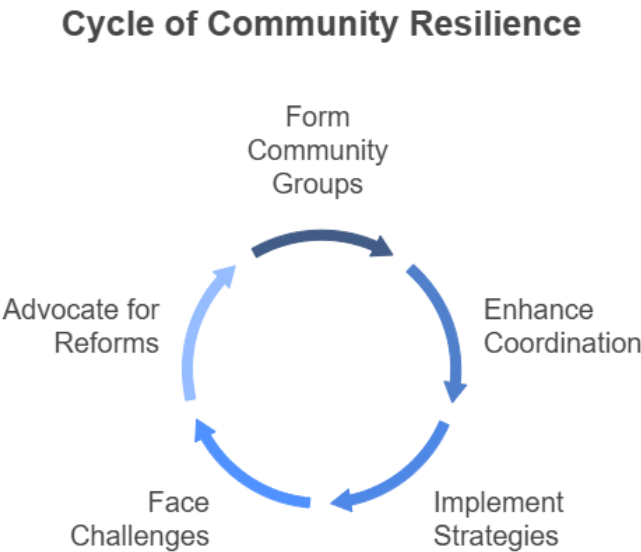 Cycle of Community Resilience
Form
Community
Groups
Enhance
Coordination
Implement
Strategies
Face
Challenges
Advocate for
Reforms